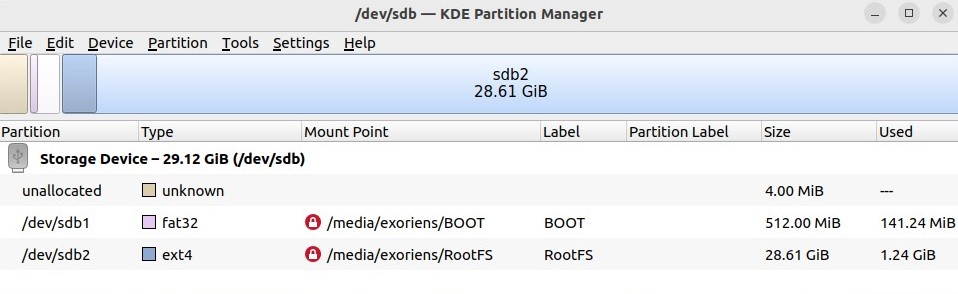 /dev/sdb — KDE Partition Manager
File Edit Device Partition Tools Settings Help
sdb2
28.61 GiB
Partition Type Mount Point Label Partition Label Size Used
Storage Device – 29.12 GiB (/dev/sdb)
unallocated unknown 4.00 MiB ---
/dev/sdb1 fat32 /media/exoriens/BOOT BOOT 512.00 MiB 141.24 MiB
/dev/sdb2 ext4 /media/exoriens/RootFS RootFS 28.61 GiB 1.24 GiB